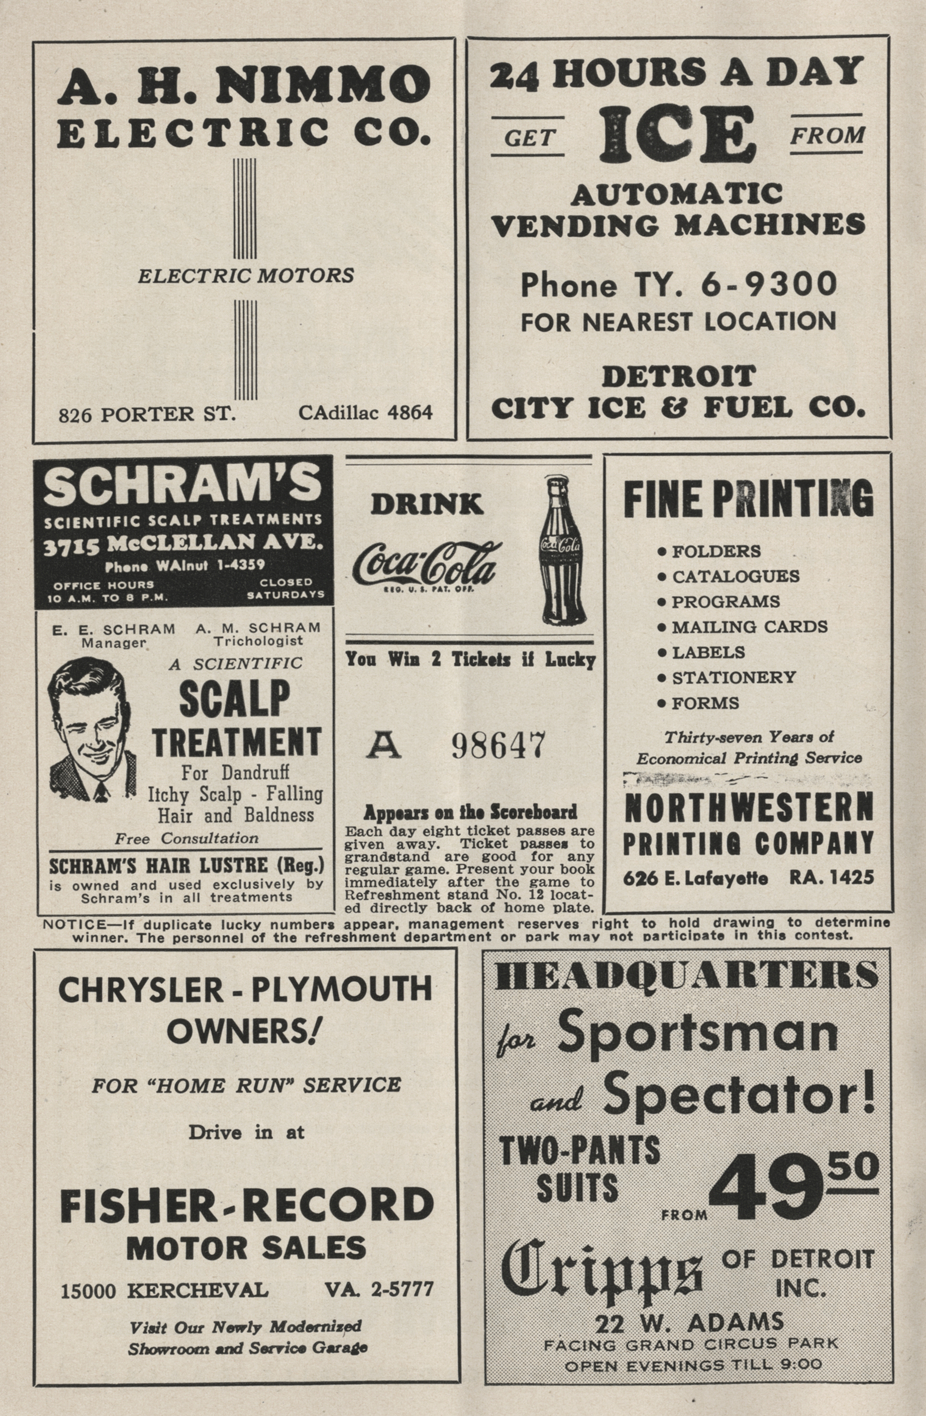 A. H. NIMMO
ELECTRIC CO.
ELECTRIC MOTORS
826 PORTER ST. CAdillac 4864
24 HOURS A DAY
GET ICE FROM
AUTOMATIC
VENDING MACHINES
Phone TY. 6-9300
FOR NEAREST LOCATION
DETROIT
CITY ICE & FUEL CO.
SCHRAM'S
SCIENTIFIC SCALP TREATMENTS
3715 McCLELLAN AVE.
Phone WAlnut 1-4359
OFFICE HOURS CLOSED
10 A.M. TO 8 P.M. SATURDAYS
E. E. SCHRAM A. M. SCHRAM
Manager Trichologist
A SCIENTIFIC
SCALP
TREATMENT
For Dandruff
Itchy Scalp - Falling
Hair and Baldness
Free Consultation
SCHRAM'S HAIR LUSTRE (Reg.)
is owned and used exclusively by
Schram's in all treatments
DRINK
Coca-Cola
REG. U. S. PAT. OFF.
Coca-Cola
You Win 2 Tickets if Lucky
A 98647
Appears on the Scoreboard
Each day eight ticket passes are
given away. Ticket passes to
grandstand are good for any
regular game. Present your book
immediately after the game to
Refreshment stand No. 12 locat-
ed directly back of home plate.
FINE PRINTING
• FOLDERS
• CATALOGUES
• PROGRAMS
• MAILING CARDS
• LABELS
• STATIONERY
• FORMS
Thirty-seven Years of
Economical Printing Service
NORTHWESTERN
PRINTING COMPANY
626 E. Lafayette RA. 1425
NOTICE—If duplicate lucky numbers appear, management reserves right to hold drawing to determine
winner. The personnel of the refreshment department or park may not participate in this contest.
CHRYSLER - PLYMOUTH
OWNERS!
FOR "HOME RUN" SERVICE
Drive in at
FISHER-RECORD
MOTOR SALES
15000 KERCHEVAL VA. 2-5777
Visit Our Newly Modernized
Showroom and Service Garage
HEADQUARTERS
for Sportsman
and Spectator!
TWO-PANTS
SUITS
FROM 49 50
Cripps OF DETROIT
INC.
22 W. ADAMS
FACING GRAND CIRCUS PARK
OPEN EVENINGS TILL 9:00